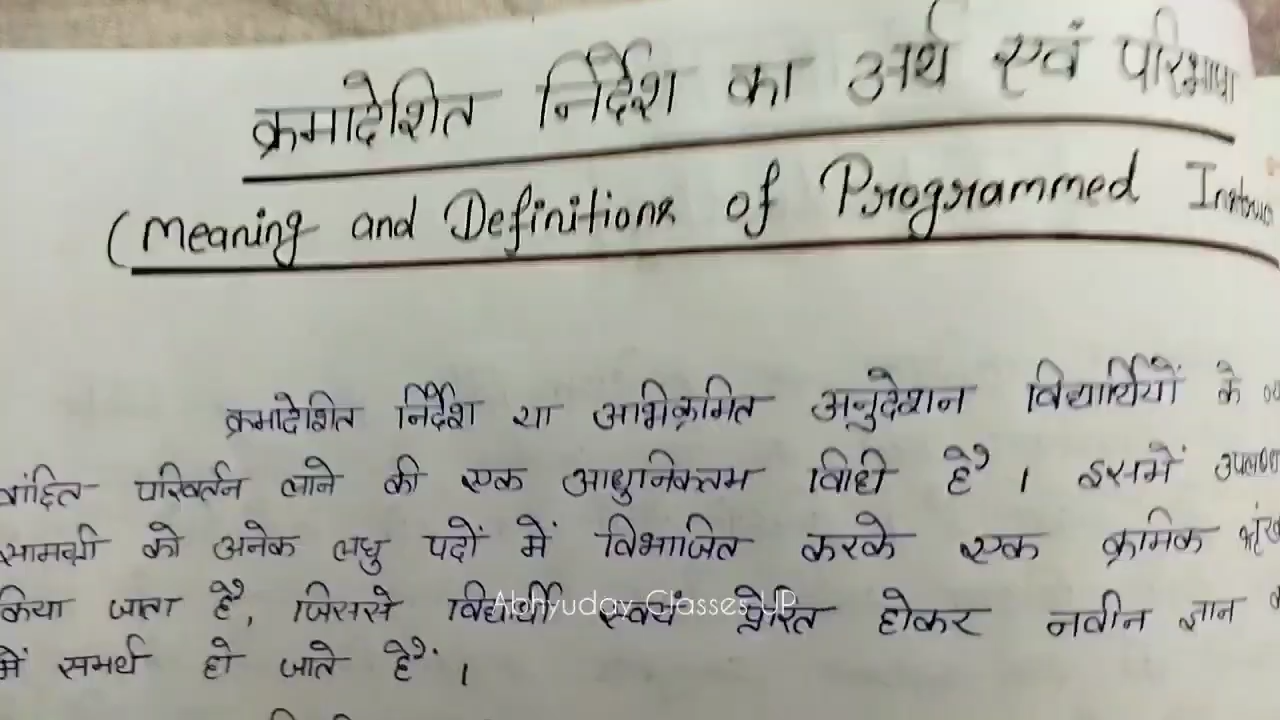 क्रमादेशित निर्देश का अर्थ एवं परिभाषा
(Meaning and Definitions of Programmed
क्रमादेशित निर्देश या अभिक्रमित अनुदेशन विद्यार्थियों के
वांछित परिवर्तन लाने की एक आधुनिकतम विधी है । इसमें
सामग्री को अनेक लघु पदों में विभाजित करके एक क्रमिक
किया जाता है, जिससे विद्यार्थी स्वयं प्रेरित होकर नवीन ज्ञान
में समर्थ हो जाते हैं ।
Abhyuday Classes UP